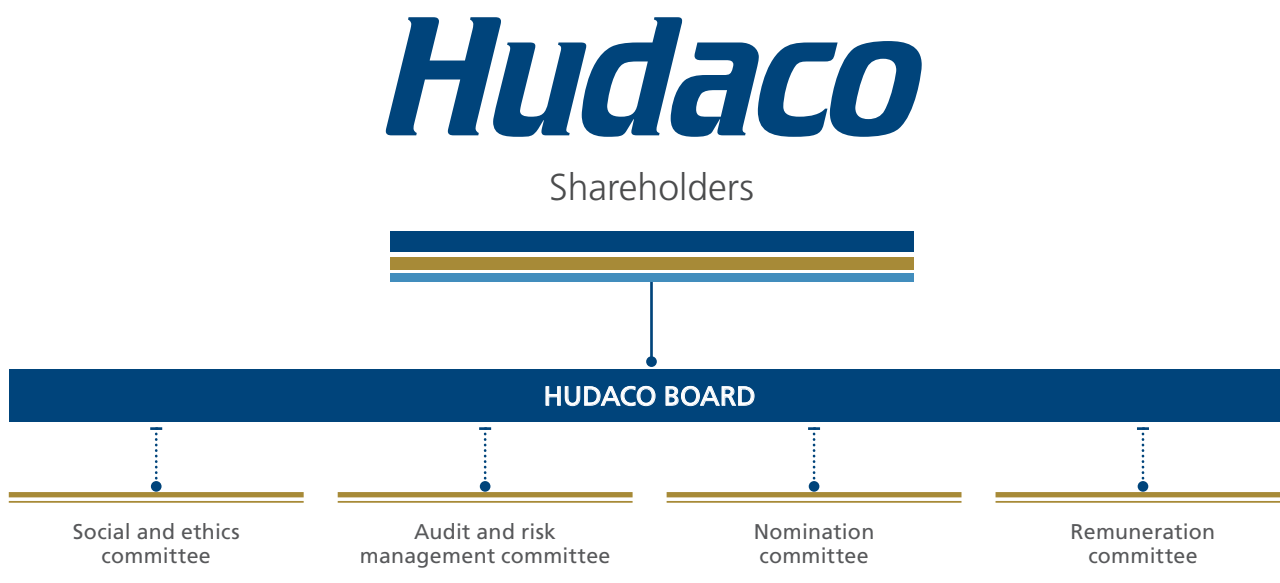 Hudaco
Shareholders
HUDACO BOARD
Social and ethics
committee
Audit and risk
management committee
Nomination
committee
Remuneration
committee